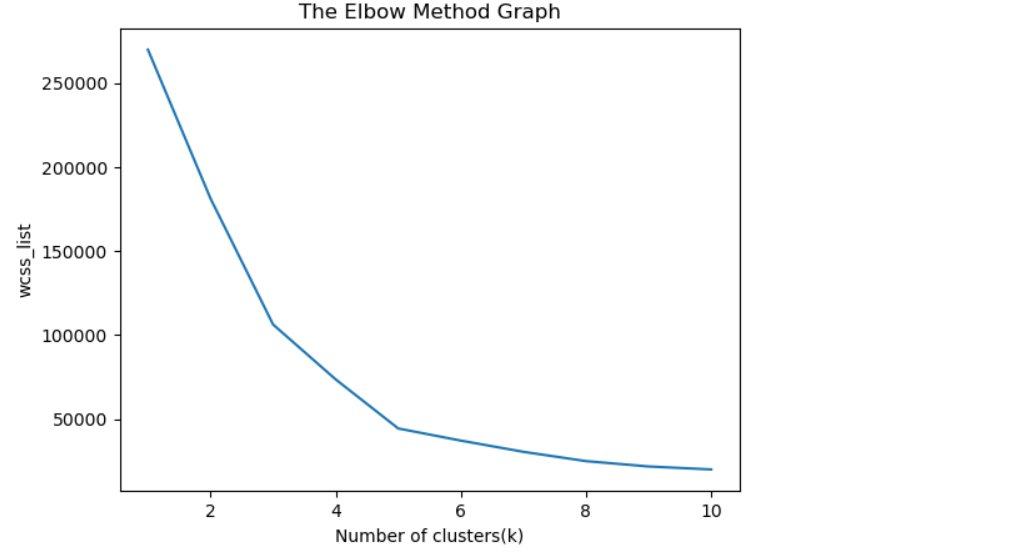 The Elbow Method Graph
250000
200000
150000
100000
50000
wcss_list
2 4 6 8 10
Number of clusters(k)